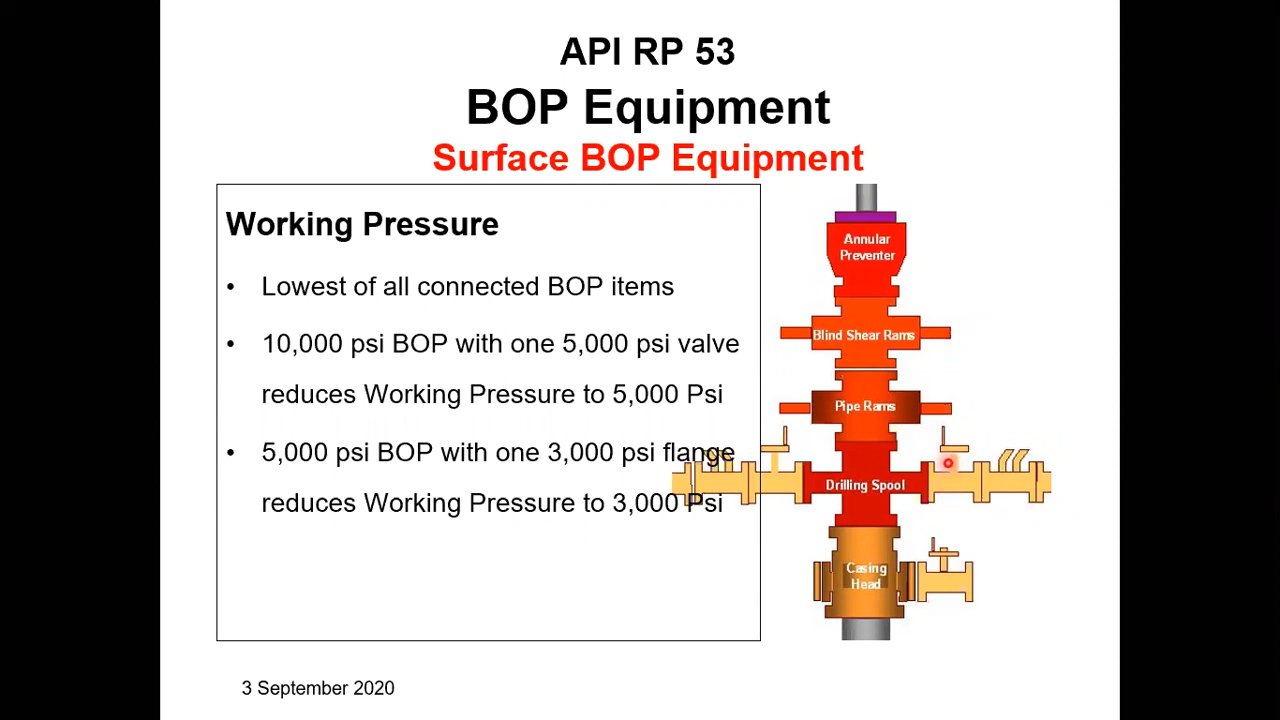 API RP 53
BOP Equipment
Surface BOP Equipment
Working Pressure
• Lowest of all connected BOP items
• 10,000 psi BOP with one 5,000 psi valve
reduces Working Pressure to 5,000 Psi
• 5,000 psi BOP with one 3,000 psi flange
reduces Working Pressure to 3,000 Psi
Annular
Preventer
Blind Shear Rams
Pipe Rams
Drilling Spool
Casing
Head
3 September 2020